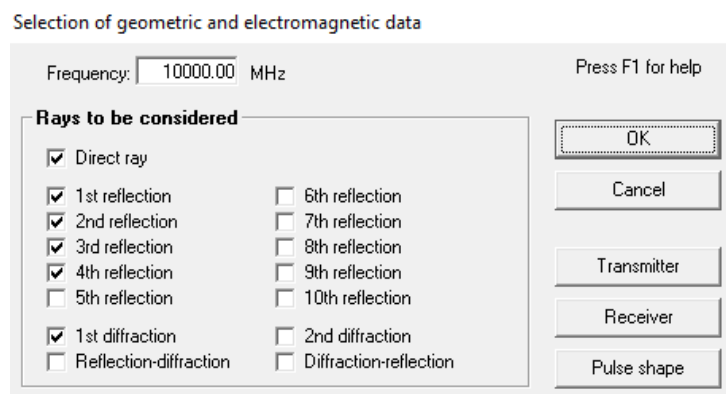 Selection of geometric and electromagnetic data
Frequency: 10000.00 MHz
Press F1 for help
Rays to be considered
Direct ray
1st reflection
2nd reflection
3rd reflection
4th reflection
5th reflection
1st diffraction
Reflection-diffraction
6th reflection
7th reflection
8th reflection
9th reflection
10th reflection
2nd diffraction
Diffraction-reflection
OK
Cancel
Transmitter
Receiver
Pulse shape